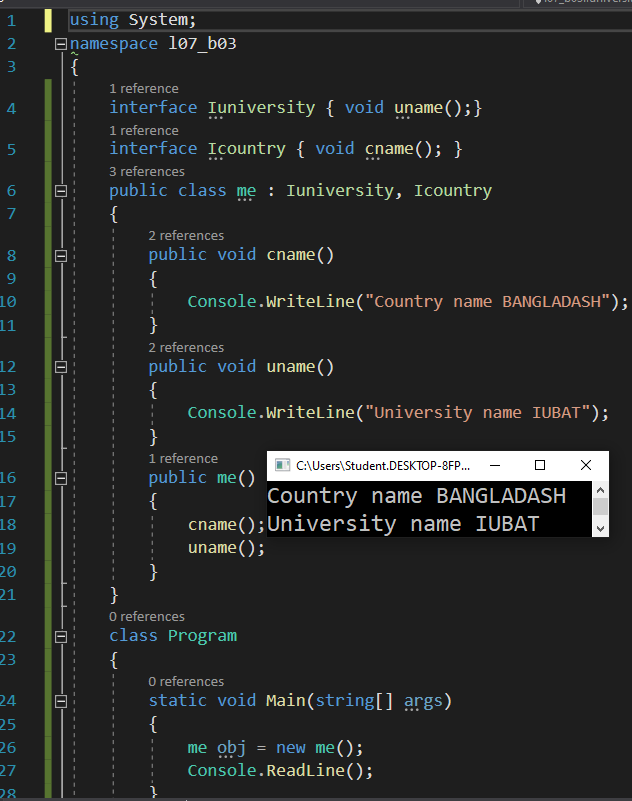 1 using System;
2 namespace l07_b03
3 {
1 reference
4 interface Iuniversity { void uname();}
1 reference
5 interface Icountry { void cname(); }
3 references
6 public class me : Iuniversity, Icountry
7 {
2 references
8 public void cname()
9 {
10 Console.WriteLine("Country name BANGLADASH");
11 }
2 references
12 public void uname()
13 {
14 Console.WriteLine("University name IUBAT");
15 }
1 reference
16 public me()
17 {
18 cname();
19 uname();
20 }
21 }
0 references
22 class Program
23 {
0 references
24 static void Main(string[] args)
25 {
26 me obj = new me();
27 Console.ReadLine();
28 }
C:\Users\Student.DESKTOP-8FP...
Country name BANGLADASH
University name IUBAT